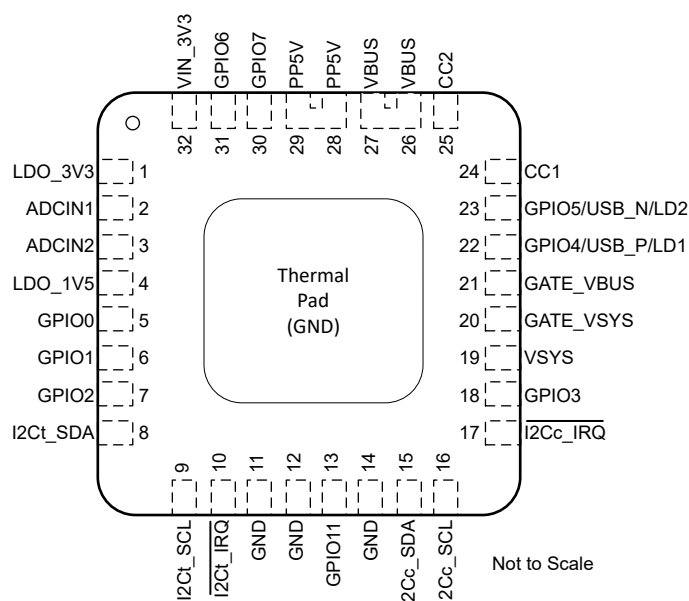 VIN_3V3
GPIO6
GPIO7
PP5V
PP5V
VBUS
VBUS
CC2
32
31
30
29
28
27
26
25
LDO_3V3 1
ADCIN1 2
ADCIN2 3
LDO_1V5 4
GPIO0 5
GPIO1 6
GPIO2 7
I2Ct_SDA 8
Thermal
Pad
(GND)
24 CC1
23 GPIO5/USB_N/LD2
22 GPIO4/USB_P/LD1
21 GATE_VBUS
20 GATE_VSYS
19 VSYS
18 GPIO3
17 I2Cc_IRQ
9
10
11
12
13
14
15
16
I2Ct_SCL
I2Ct_IRQ
GND
GND
GPIO11
GND
2Cc_SDA
2Cc_SCL
Not to Scale